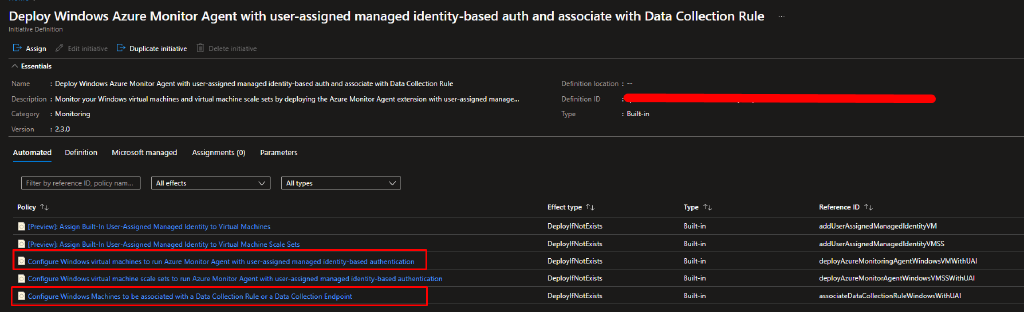 Deploy Windows Azure Monitor Agent with user-assigned managed identity-based auth and associate with Data Collection Rule ...
Initiative Definition
Assign Edit initiative Duplicate initiative Delete initiative
Essentials
Name : Deploy Windows Azure Monitor Agent with user-assigned managed identity-based auth and associate with Data Collection Rule Definition location : --
Description : Monitor your Windows virtual machines and virtual machine scale sets by deploying the Azure Monitor Agent extension with user-assigned manage... Definition ID :
Category : Monitoring Type : Built-in
Version : 2.3.0
Automated Definition Microsoft managed Assignments (0) Parameters
Filter by reference ID, policy nam... All effects All types
Policy ↑↓ Effect type ↑↓ Type ↑↓ Reference ID ↑↓
[Preview]: Assign Built-In User-Assigned Managed Identity to Virtual Machines DeployIfNotExists Built-in addUserAssignedManagedIdentityVM
[Preview]: Assign Built-In User-Assigned Managed Identity to Virtual Machine Scale Sets DeployIfNotExists Built-in addUserAssignedManagedIdentityVMSS
Configure Windows virtual machines to run Azure Monitor Agent with user-assigned managed identity-based authentication DeployIfNotExists Built-in deployAzureMonitoringAgentWindowsVMWithUAI
Configure Windows virtual machine scale sets to run Azure Monitor Agent with user-assigned managed identity-based authentication DeployIfNotExists Built-in deployAzureMonitorAgentWindowsVMSSWithUAI
Configure Windows Machines to be associated with a Data Collection Rule or a Data Collection Endpoint DeployIfNotExists Built-in associateDataCollectionRuleWindowsWithUAI